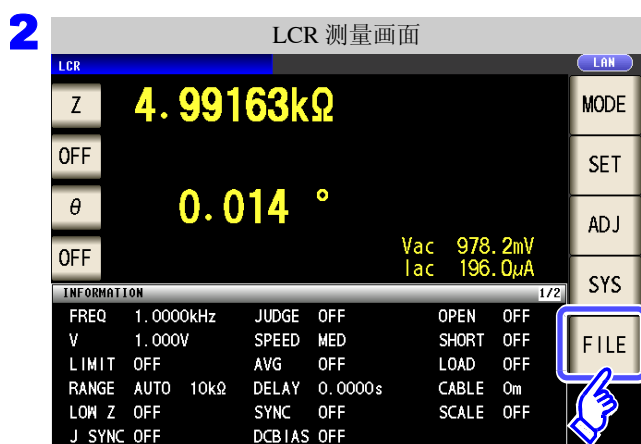 2
LCR 测量画面
LCR
LAN
Z
4.99163kΩ
MODE
OFF
SET
θ
0.014 °
ADJ
OFF
Vac 978.2mV
Iac 196.0μA
SYS
INFORMATION 1/2
FREQ 1.0000kHz JUDGE OFF OPEN OFF
V 1.000V SPEED MED SHORT OFF
FILE
LIMIT OFF AVG OFF LOAD OFF
RANGE AUTO 10kΩ DELAY 0.0000s CABLE 0m
LOW Z OFF SYNC OFF SCALE OFF
J SYNC OFF DCBIAS OFF